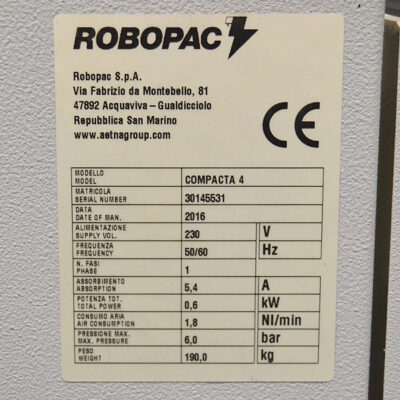 ROBOPAC
Robopac S.p.A.
Via Fabrizio da Montebello, 81
47892 Acquaviva – Gualdicciolo
Repubblica San Marino
www.aetnagroup.com
CE
MODELLO
MODEL COMPACTA 4
MATRICOLA
SERIAL NUMBER 30145531
DATA
DATE OF MAN. 2016
ALIMENTAZIONE
SUPPLY VOL. 230 V
FREQUENZA
FREQUENCY 50/60 Hz
N. FASI
PHASE 1
ASSORBIMENTO
ABSORPTION 5,4 A
POTENZA TOT.
TOTAL POWER 0,6 kW
CONSUMO ARIA
AIR CONSUMPTION 1,8 Nl/min
PRESSIONE MAX.
MAX. PRESSURE 6,0 bar
PESO
WEIGHT 190,0 kg